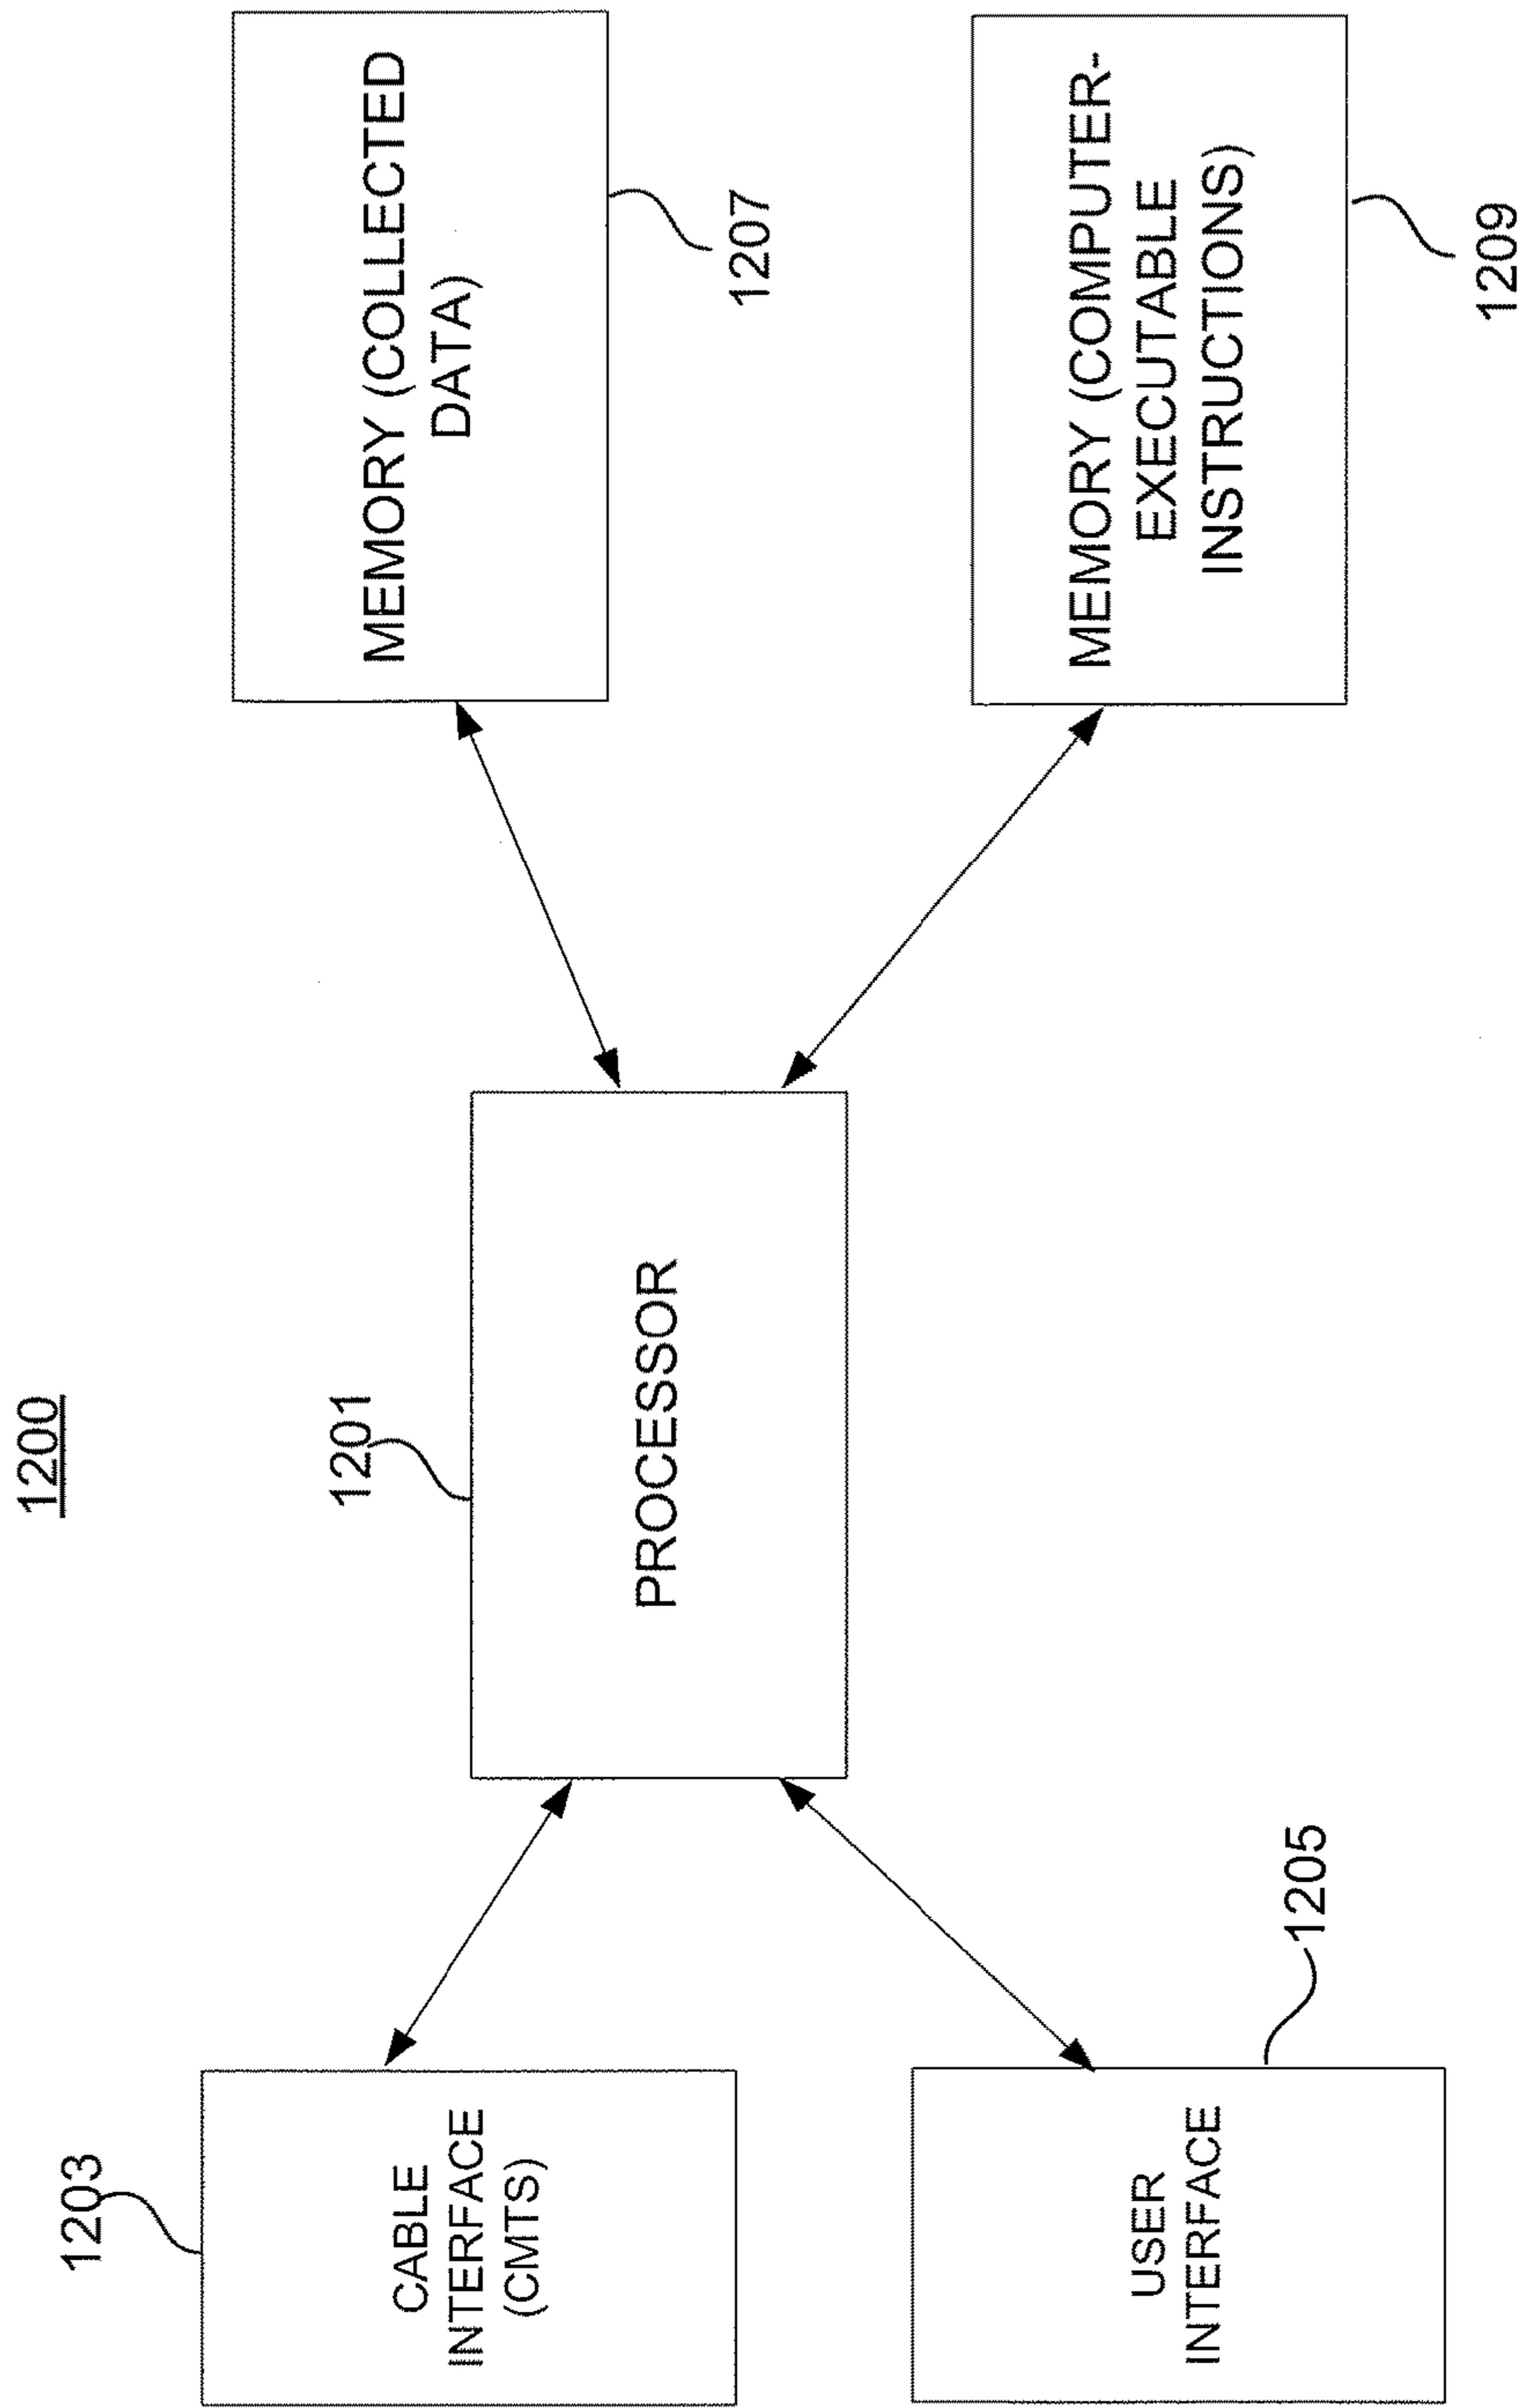 1200
1203
CABLE
INTERFACE
(CMTS)
1201
PROCESSOR
MEMORY (COLLECTED
DATA)
1207
USER
INTERFACE
1205
MEMORY (COMPUTER-
EXECUTABLE
INSTRUCTIONS)
1209